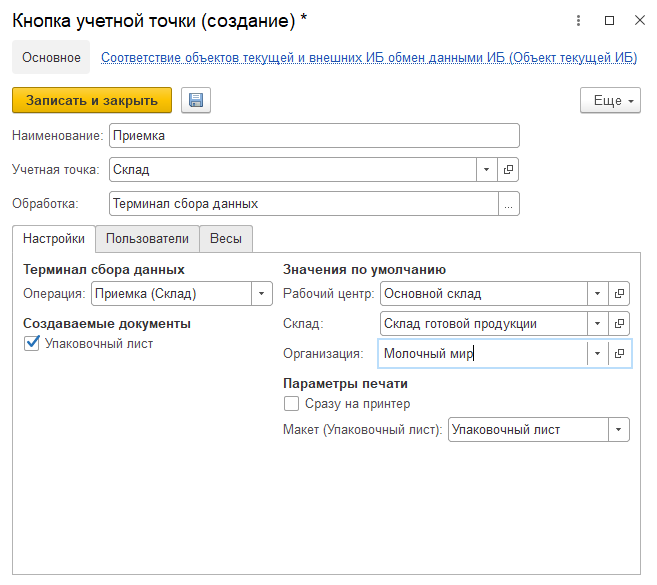 Кнопка учетной точки (создание) *
Основное Соответствие объектов текущей и внешних ИБ обмен данными ИБ (Объект текущей ИБ)
Записать и закрыть Еще
Наименование: Приемка
Учетная точка: Склад
Обработка: Терминал сбора данных ...
Настройки Пользователи Весы
Терминал сбора данных Значения по умолчанию
Операция: Приемка (Склад) Рабочий центр: Основной склад
Создаваемые документы Склад: Склад готовой продукции
Упаковочный лист Организация: Молочный мир
Параметры печати
Сразу на принтер
Макет (Упаковочный лист): Упаковочный лист